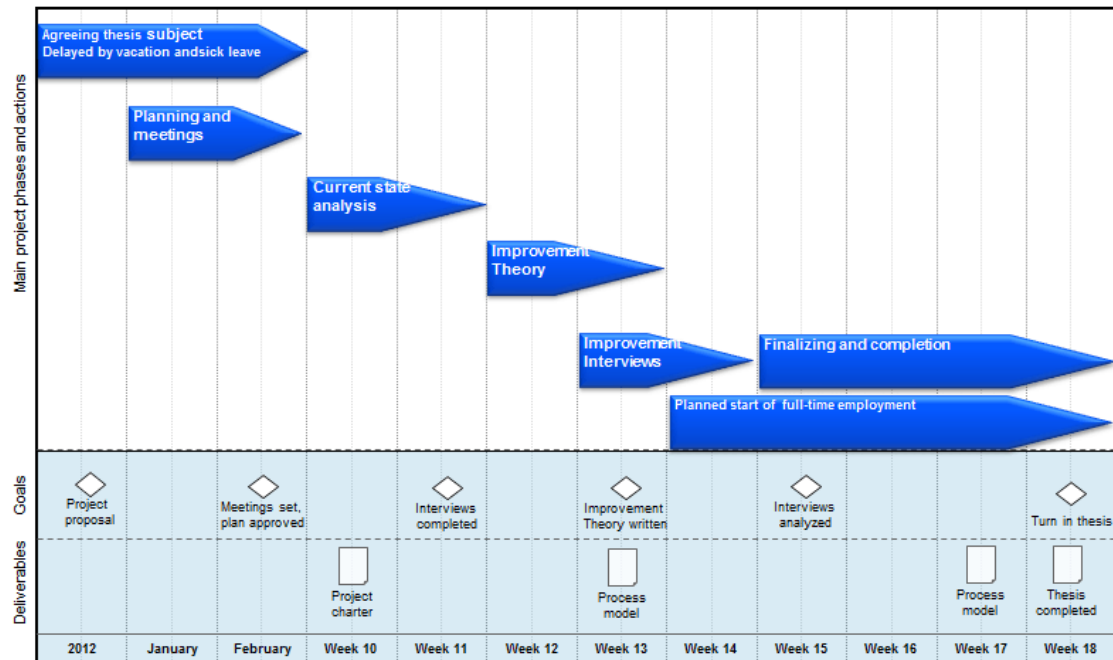 Main project phases and actions
Agreeing thesis subject
Delayed by vacation andsick leave
Planning and
meetings
Current state
analysis
Improvement
Theory
Improvement
Interviews
Finalizing and completion
Planned start of full-time employment
Goals
Project
proposal
Meetings set,
plan approved
Interviews
completed
Improvement
Theory written
Interviews
analyzed
Turn in thesis
Deliverables
Project
charter
Process
model
Process
model
Thesis
completed
2012 January February Week 10 Week 11 Week 12 Week 13 Week 14 Week 15 Week 16 Week 17 Week 18